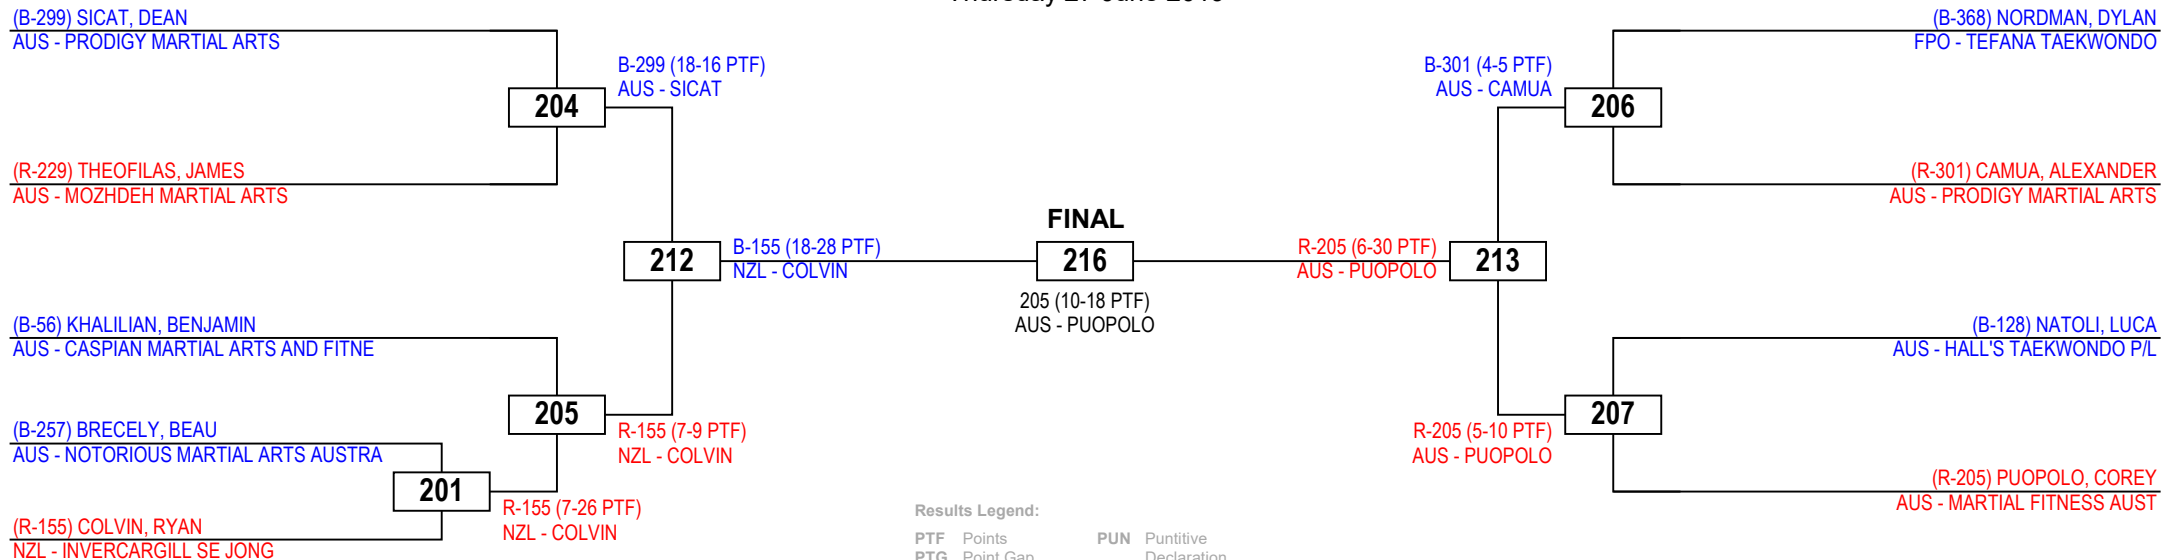 (B-299) SICAT, DEAN
AUS - PRODIGY MARTIAL ARTS
B-299 (18-16 PTF)
AUS - SICAT
204
(R-229) THEOFILAS, JAMES
AUS - MOZHDEH MARTIAL ARTS
212
B-155 (18-28 PTF)
NZL - COLVIN
(B-56) KHALILIAN, BENJAMIN
AUS - CASPIAN MARTIAL ARTS AND FITNE
205
R-155 (7-9 PTF)
NZL - COLVIN
(B-257) BRECELY, BEAU
AUS - NOTORIOUS MARTIAL ARTS AUSTRA
201
R-155 (7-26 PTF)
NZL - COLVIN
(R-155) COLVIN, RYAN
NZL - INVERCARGILL SE JONG
FINAL
216
205 (10-18 PTF)
AUS - PUOPOLO
(B-368) NORDMAN, DYLAN
FPO - TEFANA TAEKWONDO
B-301 (4-5 PTF)
AUS - CAMUA
206
(R-301) CAMUA, ALEXANDER
AUS - PRODIGY MARTIAL ARTS
R-205 (6-30 PTF)
AUS - PUOPOLO
213
(B-128) NATOLI, LUCA
AUS - HALL'S TAEKWONDO P/L
207
R-205 (5-10 PTF)
AUS - PUOPOLO
(R-205) PUOPOLO, COREY
AUS - MARTIAL FITNESS AUST
Results Legend:
PTF Points PUN Puntitive
PTG Point Gap Declaration